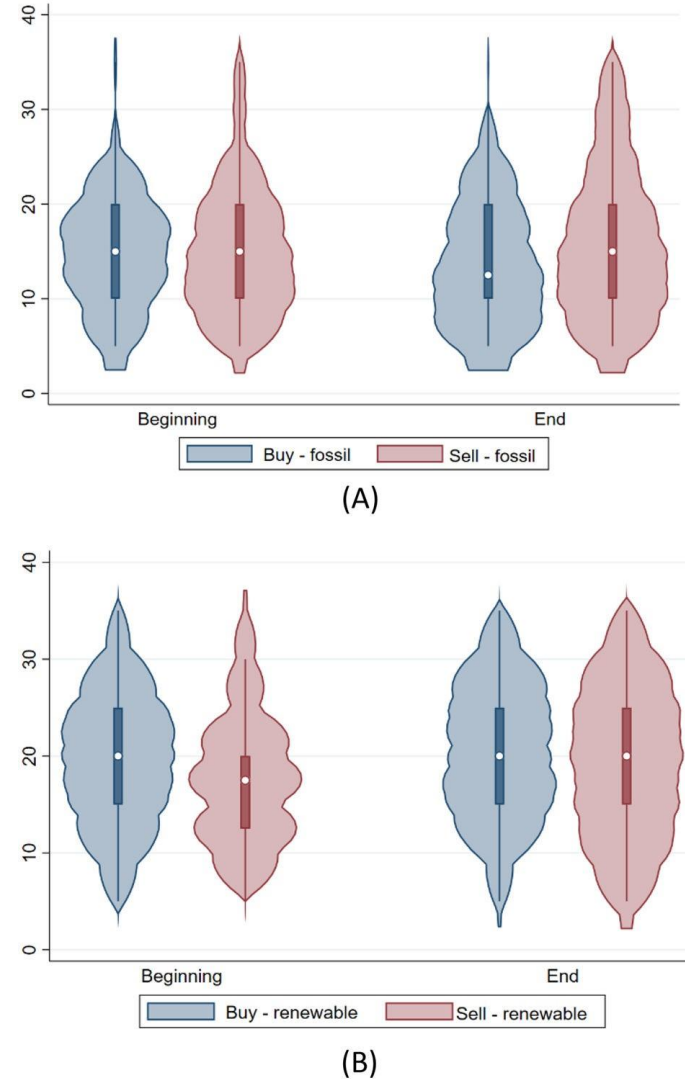 40
30
20
10
0
Beginning End
Buy - fossil Sell - fossil
(A)
40
30
20
10
0
Beginning End
Buy - renewable Sell - renewable
(B)